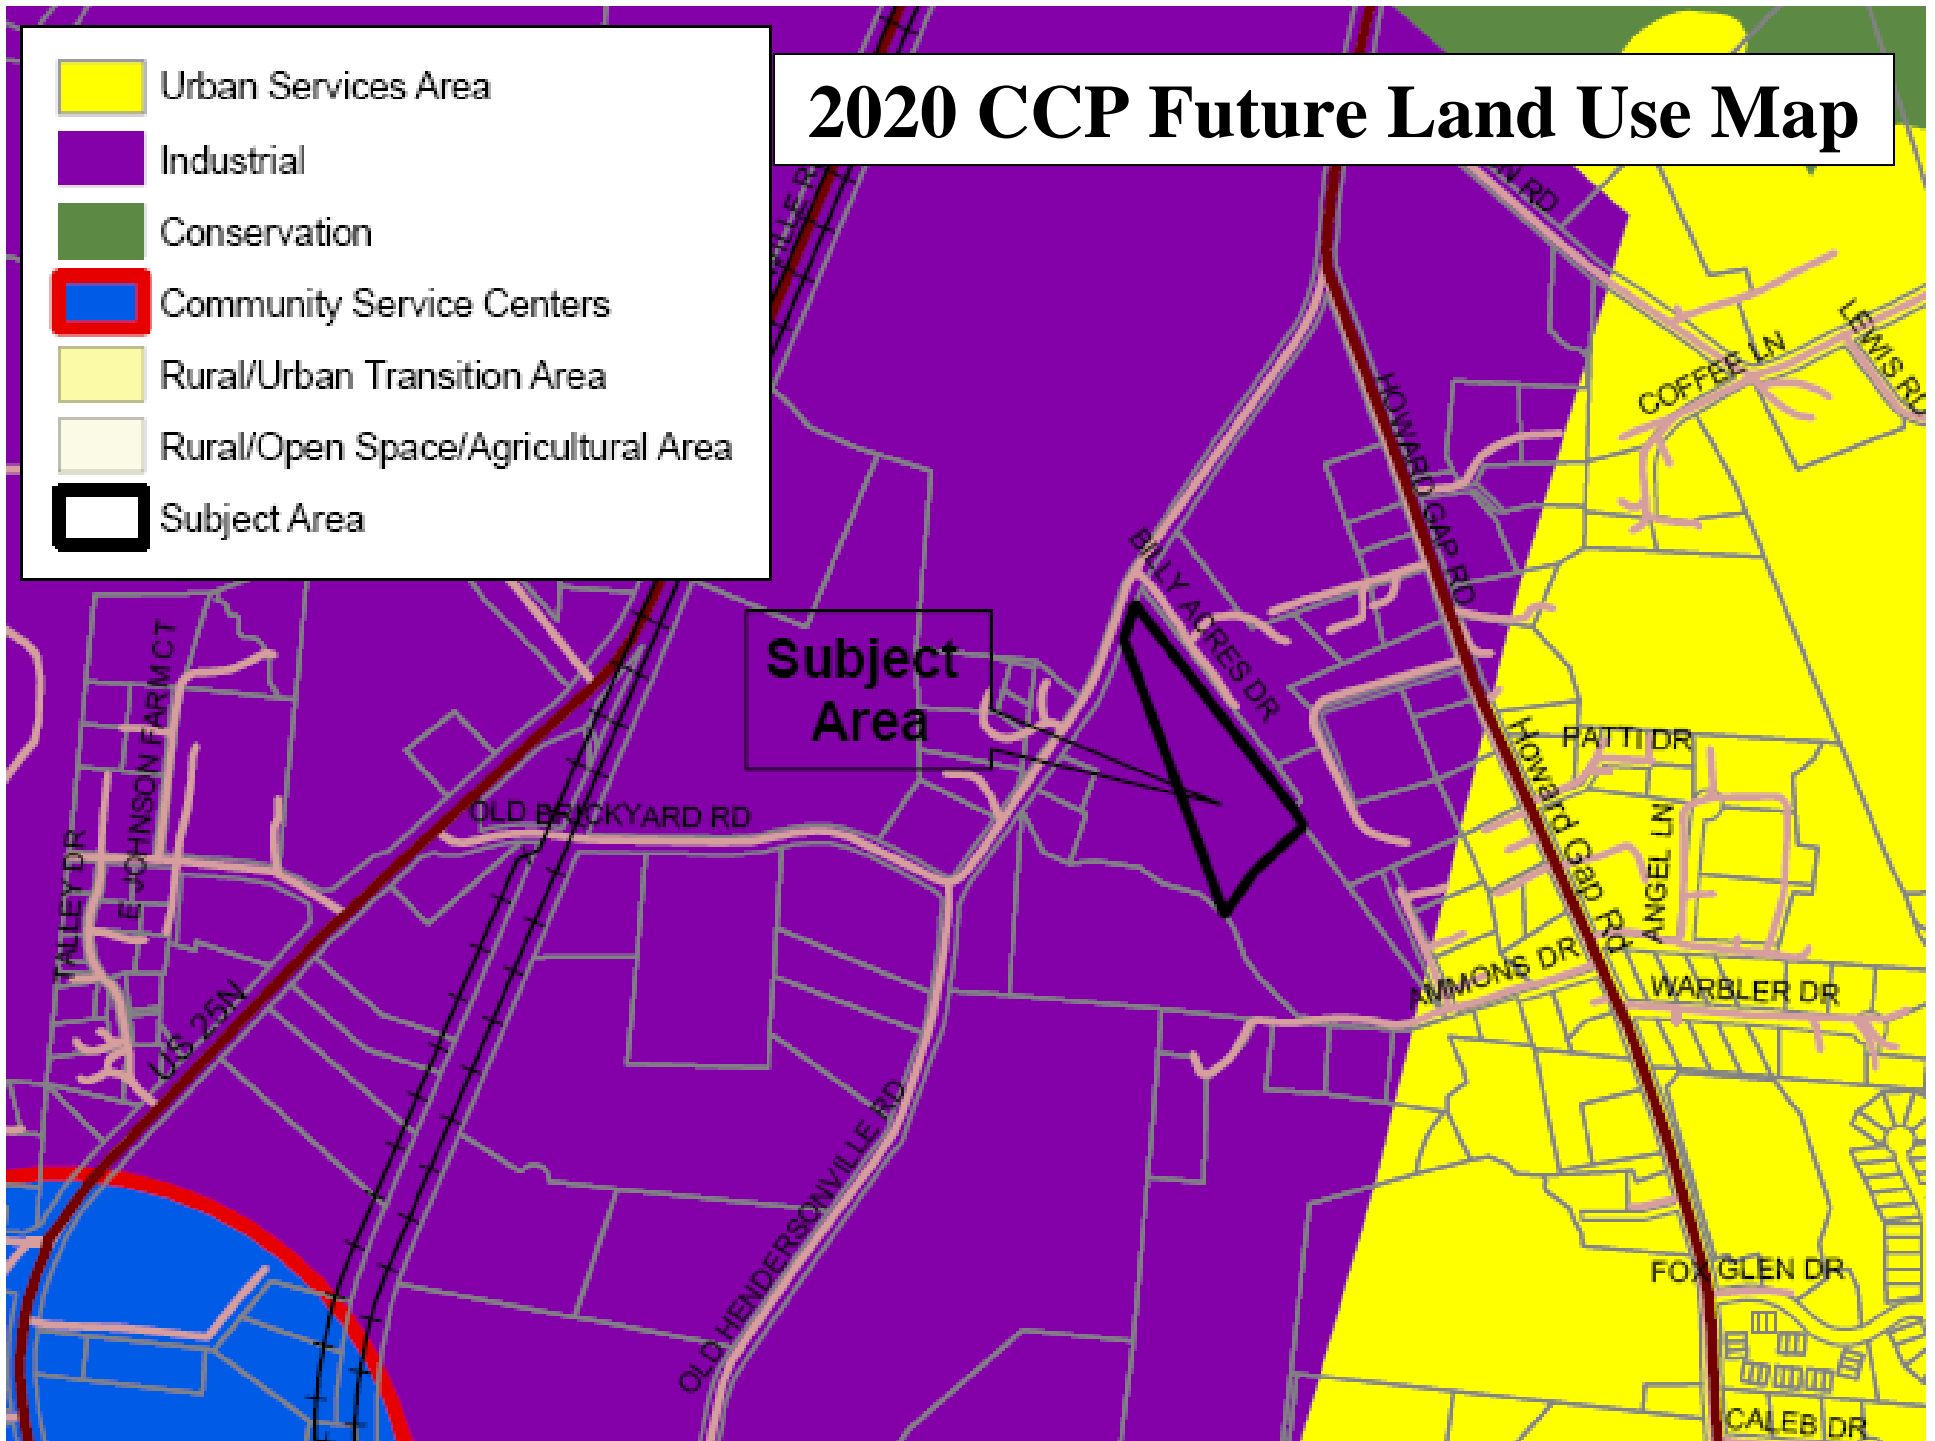 2020 CCP Future Land Use Map
Urban Services Area
Industrial
Conservation
Community Service Centers
Rural/Urban Transition Area
Rural/Open Space/Agricultural Area
Subject Area
VILLE R
N RD
LEWIS RD
COFFEE LN
HOWARD GAP RD
BILLY ACRES DR
Subject
Area
E JOHNSON FARM CT
TALLEY DR
OLD BRICKYARD RD
Howard Gap Rd
PATTI DR
ANGEL LN
AMMONS DR
WARBLER DR
US 25N
OLD HENDERSONVILLE RD
FOX GLEN DR
CALEB DR